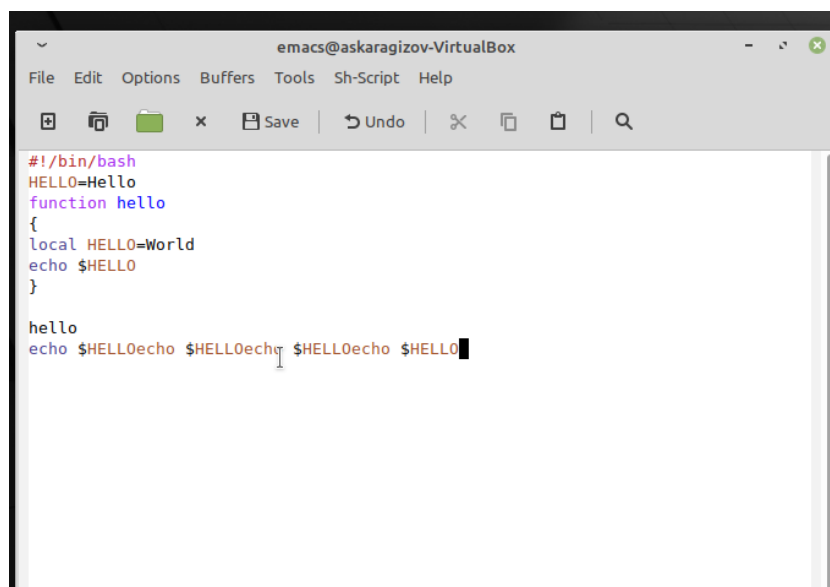 emacs@askaragizov-VirtualBox
File Edit Options Buffers Tools Sh-Script Help
Save Undo
#!/bin/bash
HELLO=Hello
function hello
{
local HELLO=World
echo $HELLO
}
hello
echo $HELLOecho $HELLOecho $HELLOecho $HELLO